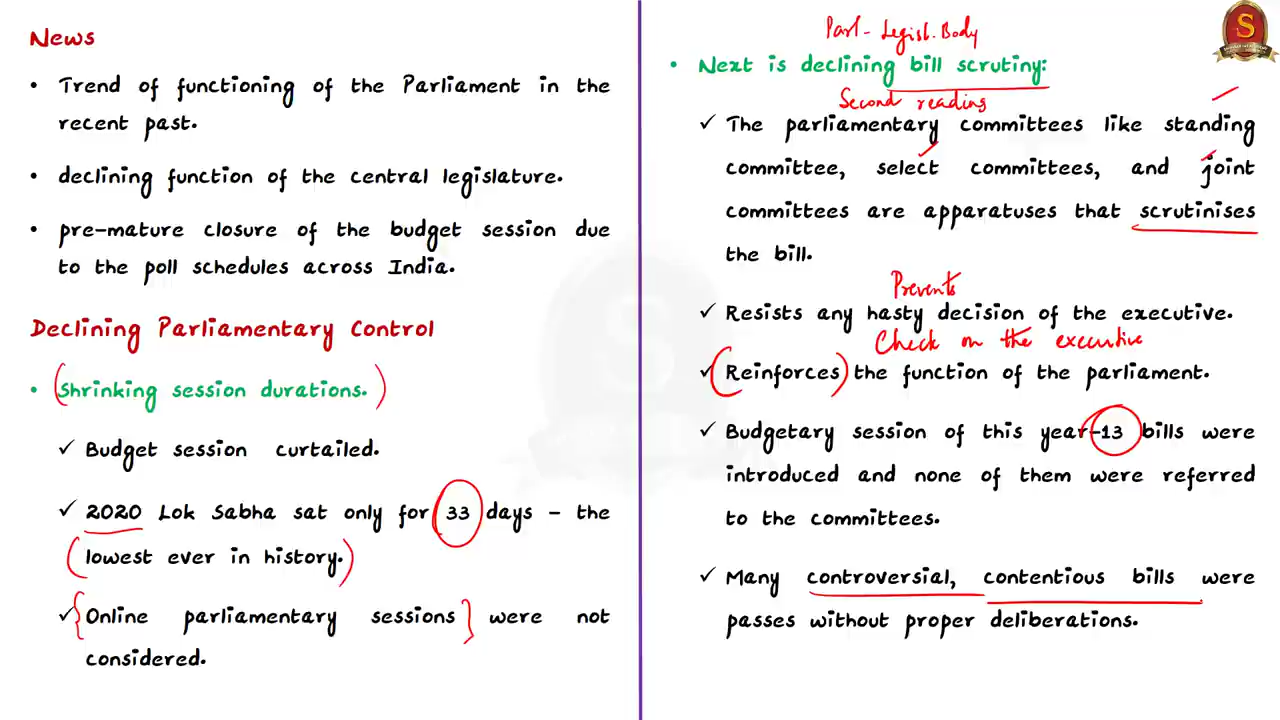 News
• Trend of functioning of the Parliament in the
recent past.
• declining function of the central legislature.
• pre-mature closure of the budget session due
to the poll schedules across India.
Declining Parliamentary Control
• Shrinking session durations.
✓ Budget session curtailed.
✓ 2020 Lok Sabha sat only for 33 days – the
lowest ever in history.
✓ Online parliamentary sessions were not
considered.
Parl - Legisl. Body
• Next is declining bill scrutiny:
Second reading
✓ The parliamentary committees like standing
committee, select committees, and joint
committees are apparatuses that scrutinises
the bill.
Prevents
✓ Resists any hasty decision of the executive.
Check on the executive
✓ Reinforces the function of the parliament.
✓ Budgetary session of this year-13 bills were
introduced and none of them were referred
to the committees.
✓ Many controversial, contentious bills were
passes without proper deliberations.
S